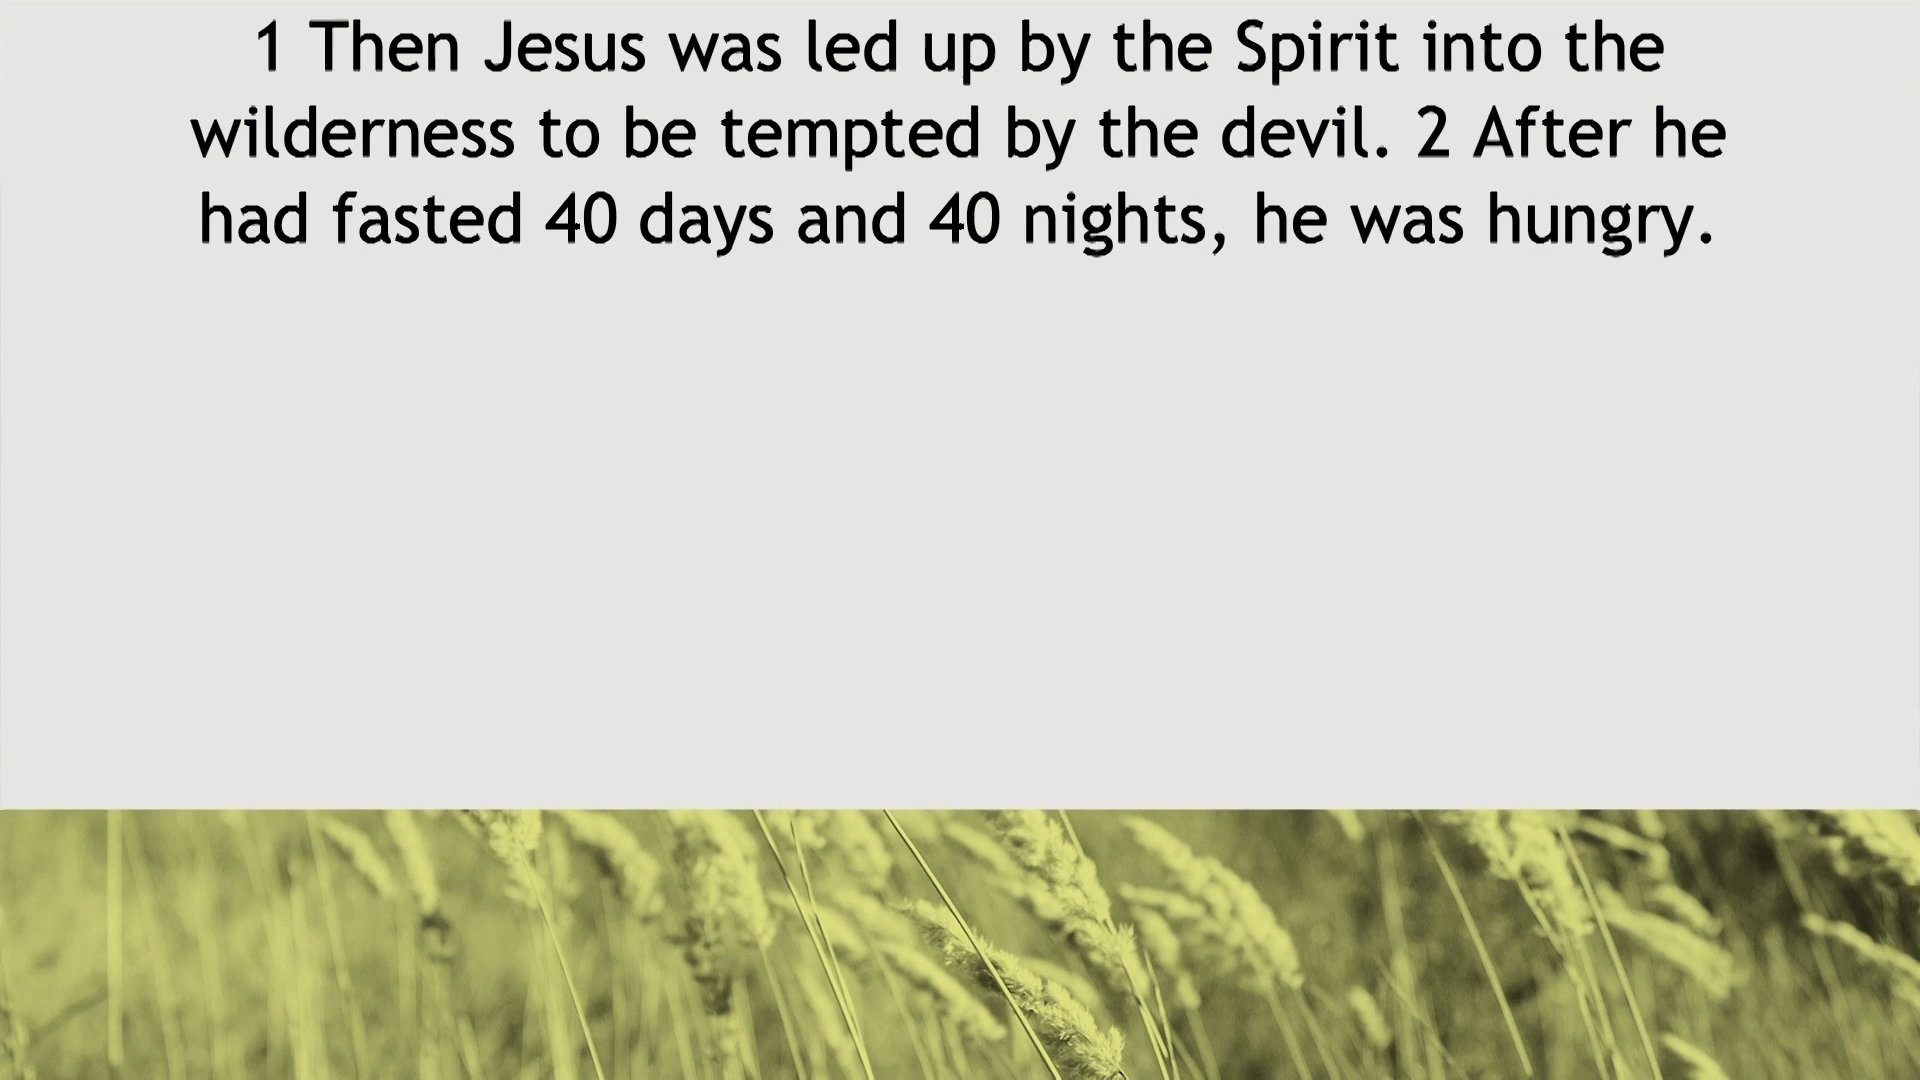 1 Then Jesus was led up by the Spirit into the
wilderness to be tempted by the devil. 2 After he
had fasted 40 days and 40 nights, he was hungry.